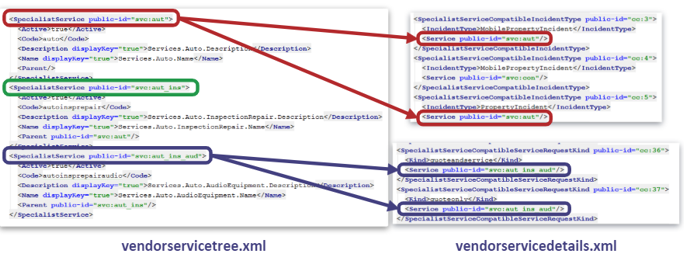 <SpecialistService public-id="svc:aut">
<Active>true</Active>
<Code>auto</Code>
<Description displayKey="true">Services.Auto.Description</Description>
<Name displayKey="true">Services.Auto.Name</Name>
<Parent/>
</SpecialistService>
<SpecialistService public-id="svc:aut_ins">
<Active>true</Active>
<Code>autoinsprepair</Code>
<Description displayKey="true">Services.Auto.InspectionRepair.Description</Description>
<Name displayKey="true">Services.Auto.InspectionRepair.Name</Name>
<Parent public-id="svc:aut"/>
</SpecialistService>
<SpecialistService public-id="svc:aut_ins_aud">
<Active>true</Active>
<Code>autoinsprepairaudio</Code>
<Description displayKey="true">Services.Auto.AudioEquipment.Description</Description>
<Name displayKey="true">Services.Auto.AudioEquipment.Name</Name>
<Parent public-id="svc:aut_ins"/>
</SpecialistService>
vendorservicetree.xml
<SpecialistServiceCompatibleIncidentType public-id="cc:3">
<IncidentType>MobilePropertyIncident</IncidentType>
<Service public-id="svc:aut"/>
</SpecialistServiceCompatibleIncidentType>
<SpecialistServiceCompatibleIncidentType public-id="cc:4">
<IncidentType>MobilePropertyIncident</IncidentType>
<Service public-id="svc:con"/>
</SpecialistServiceCompatibleIncidentType>
<SpecialistServiceCompatibleIncidentType public-id="cc:5">
<IncidentType>PropertyIncident</IncidentType>
<Service public-id="svc:aut"/>
<SpecialistServiceCompatibleServiceRequestKind public-id="cc:36">
<Kind>quoteandservice</Kind>
<Service public-id="svc:aut_ins_aud"/>
</SpecialistServiceCompatibleServiceRequestKind>
<SpecialistServiceCompatibleServiceRequestKind public-id="cc:37">
<Kind>quoteonly</Kind>
<Service public-id="svc:aut_ins_aud"/>
</SpecialistServiceCompatibleServiceRequestKind>
vendorservicedetails.xml